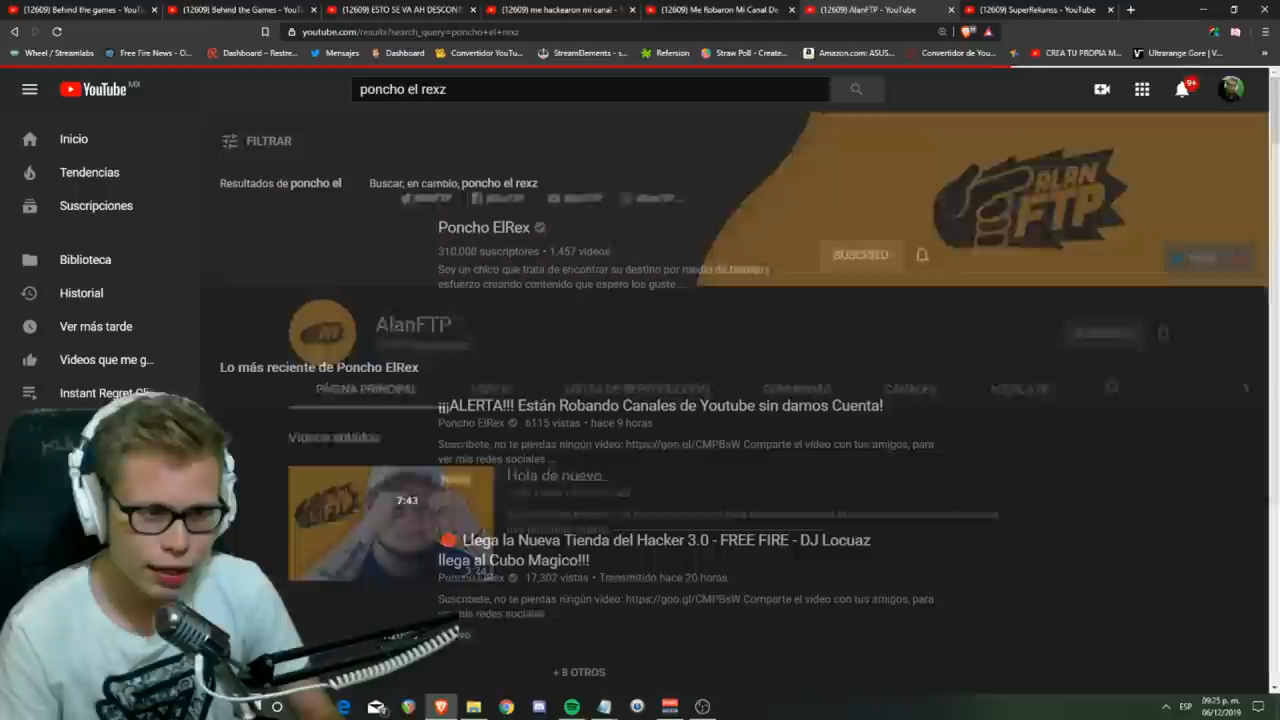 (12609) Behind the games - YouTu
(12609) Behind the Games - YouTu
(12609) ESTO SE VA AH DESCONT
(12609) me hackearon mi canal -
(12609) Me Robaron Mi Canal De
(12609) AlanFTP - YouTube
(12609) SuperRekanss - YouTube
youtube.com/results?search_query=poncho+el+rexz
Wheel / Streamlabs
Free Fire News - O...
Dashboard – Restre...
Mensajes
Dashboard
Convertidor YouTu...
StreamElements - s...
Refersion
Straw Poll - Create...
Amazon.com: ASUS...
Convertidor de You...
CREA TU PROPIA M...
Ultrarange Gore | V...
YouTube MX
poncho el rexz
9+
Inicio
Tendencias
Suscripciones
Biblioteca
Historial
Ver más tarde
Videos que me g...
Instant Regret Cli
FILTRAR
Resultados de poncho el
Buscar, en cambio, poncho el rexz
ALAN
FTP
Poncho ElRex
310,000 suscriptores • 1,457 videos
Soy un chico que trata de encontrar su destino por medio de
esfuerzo creando contenido que espero los guste....
AlanFTP
Lo más reciente de Poncho ElRex
PÁGINA PRINCIPAL
¡¡¡ALERTA!!! Están Robando Canales de Youtube sin darnos Cuenta!
Poncho ElRex
6115 vistas • hace 9 horas
Suscríbete, no te pierdas ningún video: https://goo.gl/CMPBsW Comparte el video con tus amigos, para
ver mis redes sociales ...
Hola de nuevo
7:43
Llega la Nueva Tienda del Hacker 3.0 - FREE FIRE - DJ Locuaz
llega al Cubo Magico!!!
Poncho ElRex
17,302 vistas • Transmitido hace 20 horas
Suscríbete, no te pierdas ningún video: https://goo.gl/CMPBsW Comparte el video con tus amigos, para
ver mis redes sociales
+ 8 OTROS
ESP
09:25 p. m.
06/12/2019